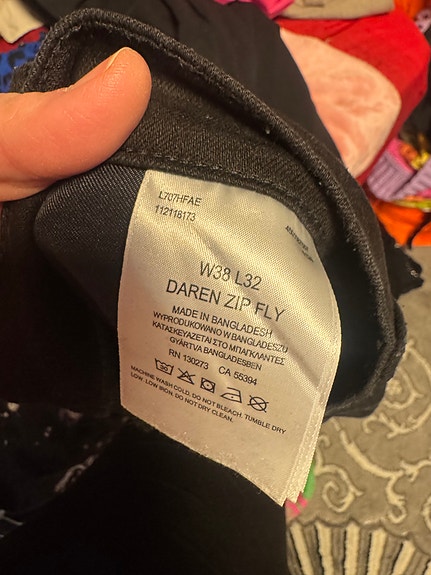 L707HFAE
112118173
W38 L32
DAREN ZIP FLY
MADE IN BANGLADESH
WYPRODUKOWANO W BANGLADESZU
ΚΑΤΑΣΚΕΥΑΖΕΤΑΙ ΣΤΟ ΜΠΑΓΚΛΑΝΤΕΣ
GYÁRTVA BANGLADESBEN
RN 130273 CA 55394
30
MACHINE WASH COLD. DO NOT BLEACH. TUMBLE DRY
LOW. LOW IRON. DO NOT DRY CLEAN.